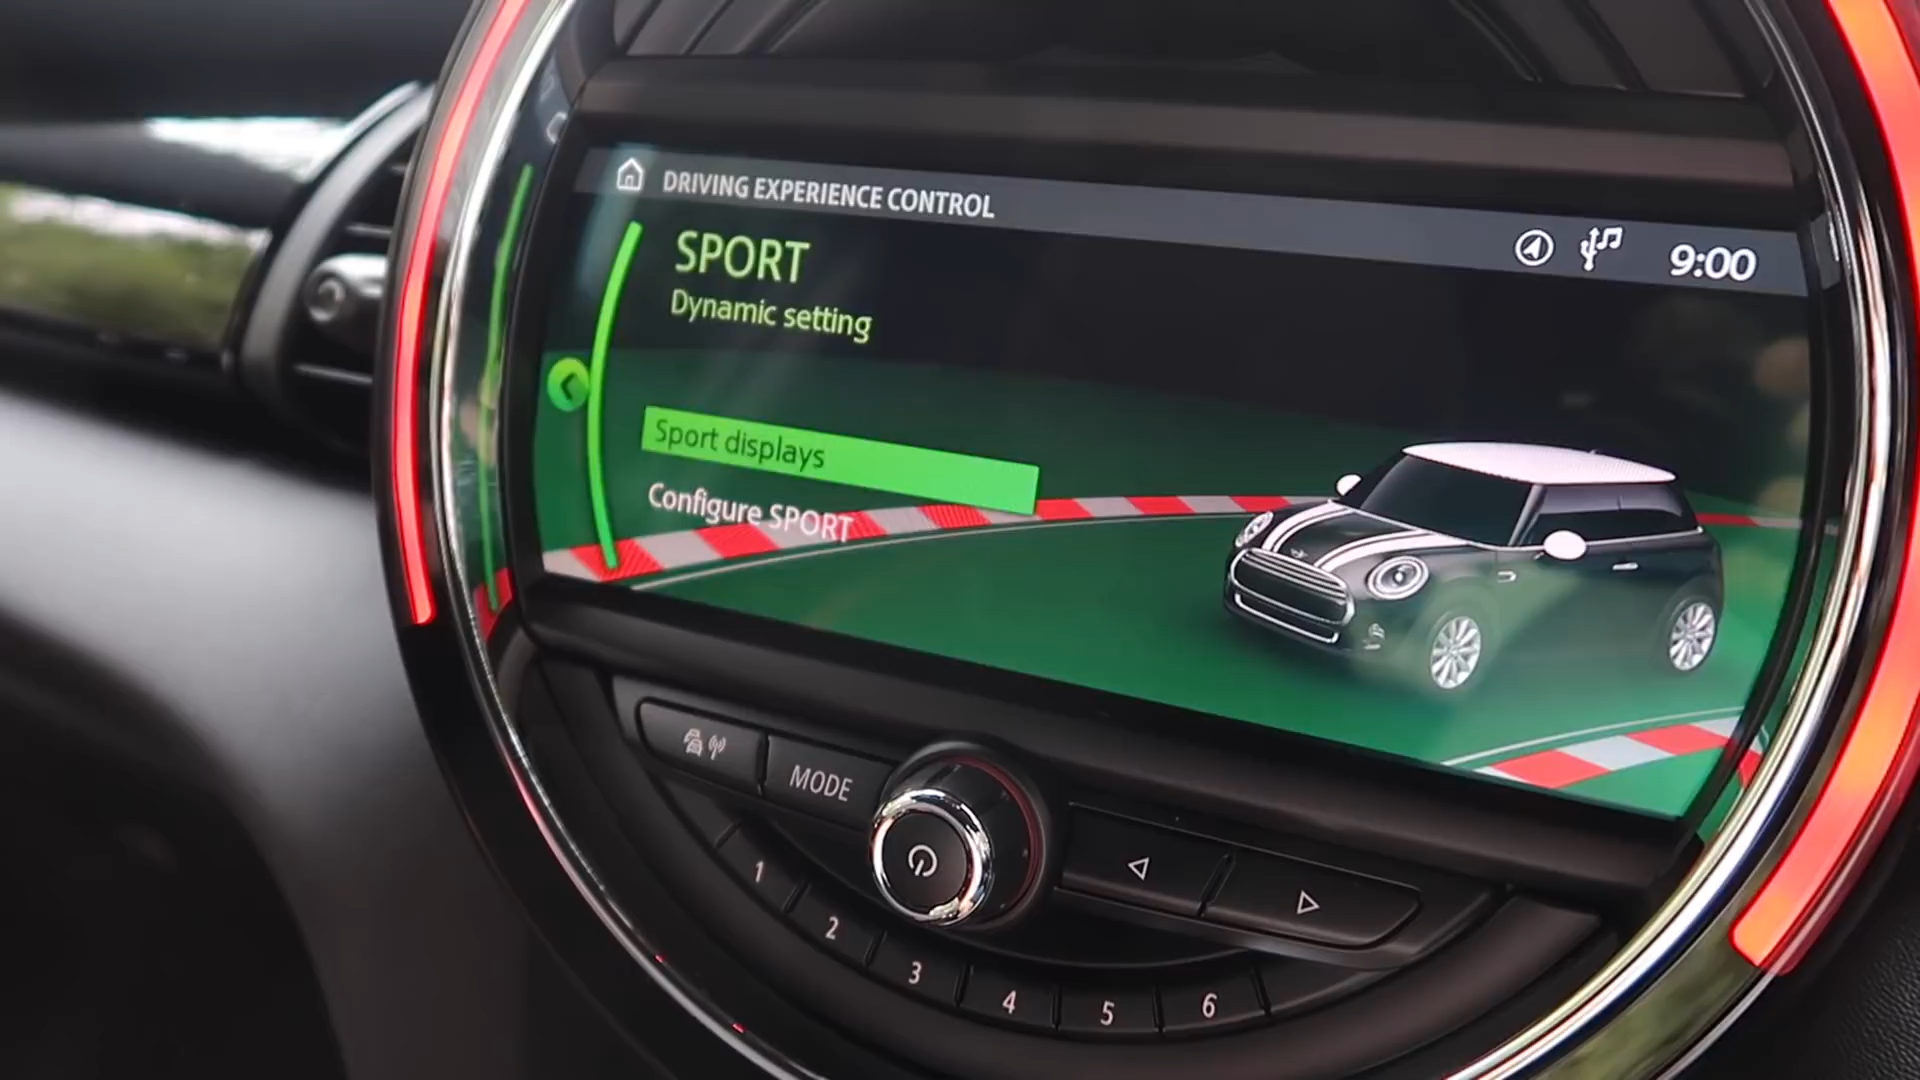 DRIVING EXPERIENCE CONTROL
9:00
SPORT
Dynamic setting
Sport displays
Configure SPORT
MODE
1
2
3
4
5
6